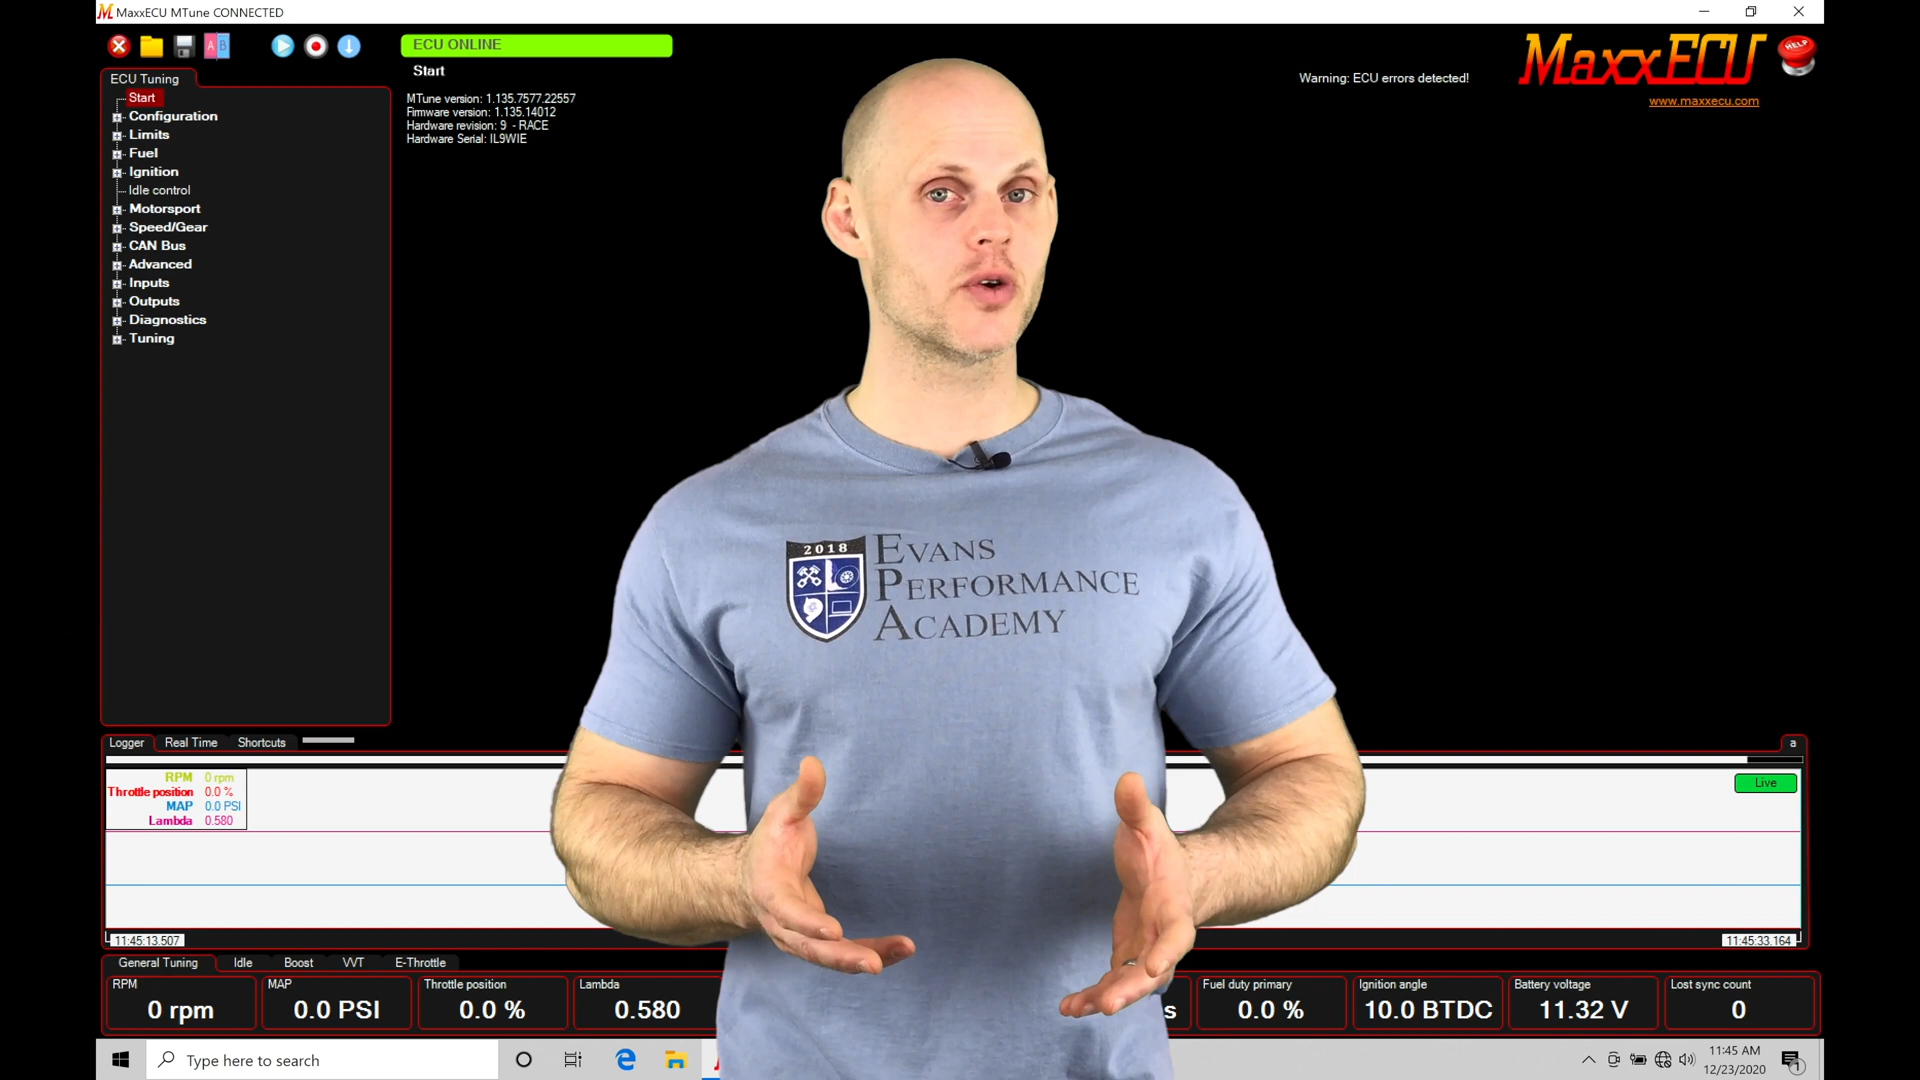 MaxxECU MTune CONNECTED
A B
ECU ONLINE
MaxxECU
HELP
Warning: ECU errors detected!
www.maxxecu.com
ECU Tuning
Start
Configuration
Limits
Fuel
Ignition
Idle control
Motorsport
Speed/Gear
CAN Bus
Advanced
Inputs
Outputs
Diagnostics
Tuning
Start
MTune version: 1.135.7577.22557
Firmware version: 1.135.14012
Hardware revision: 9 - RACE
Hardware Serial: IL9WIE
2018
EVANS
PERFORMANCE
ACADEMY
Logger Real Time Shortcuts
a
RPM 0 rpm
Throttle position 0.0 %
MAP 0.0 PSI
Lambda 0.580
Live
11:45:13.507
11:45:33.164
General Tuning Idle Boost VVT E-Throttle
RPM
0 rpm
MAP
0.0 PSI
Throttle position
0.0 %
Lambda
0.580
s
Fuel duty primary
0.0 %
Ignition angle
10.0 BTDC
Battery voltage
11.32 V
Lost sync count
0
Type here to search
11:45 AM
12/23/2020
1